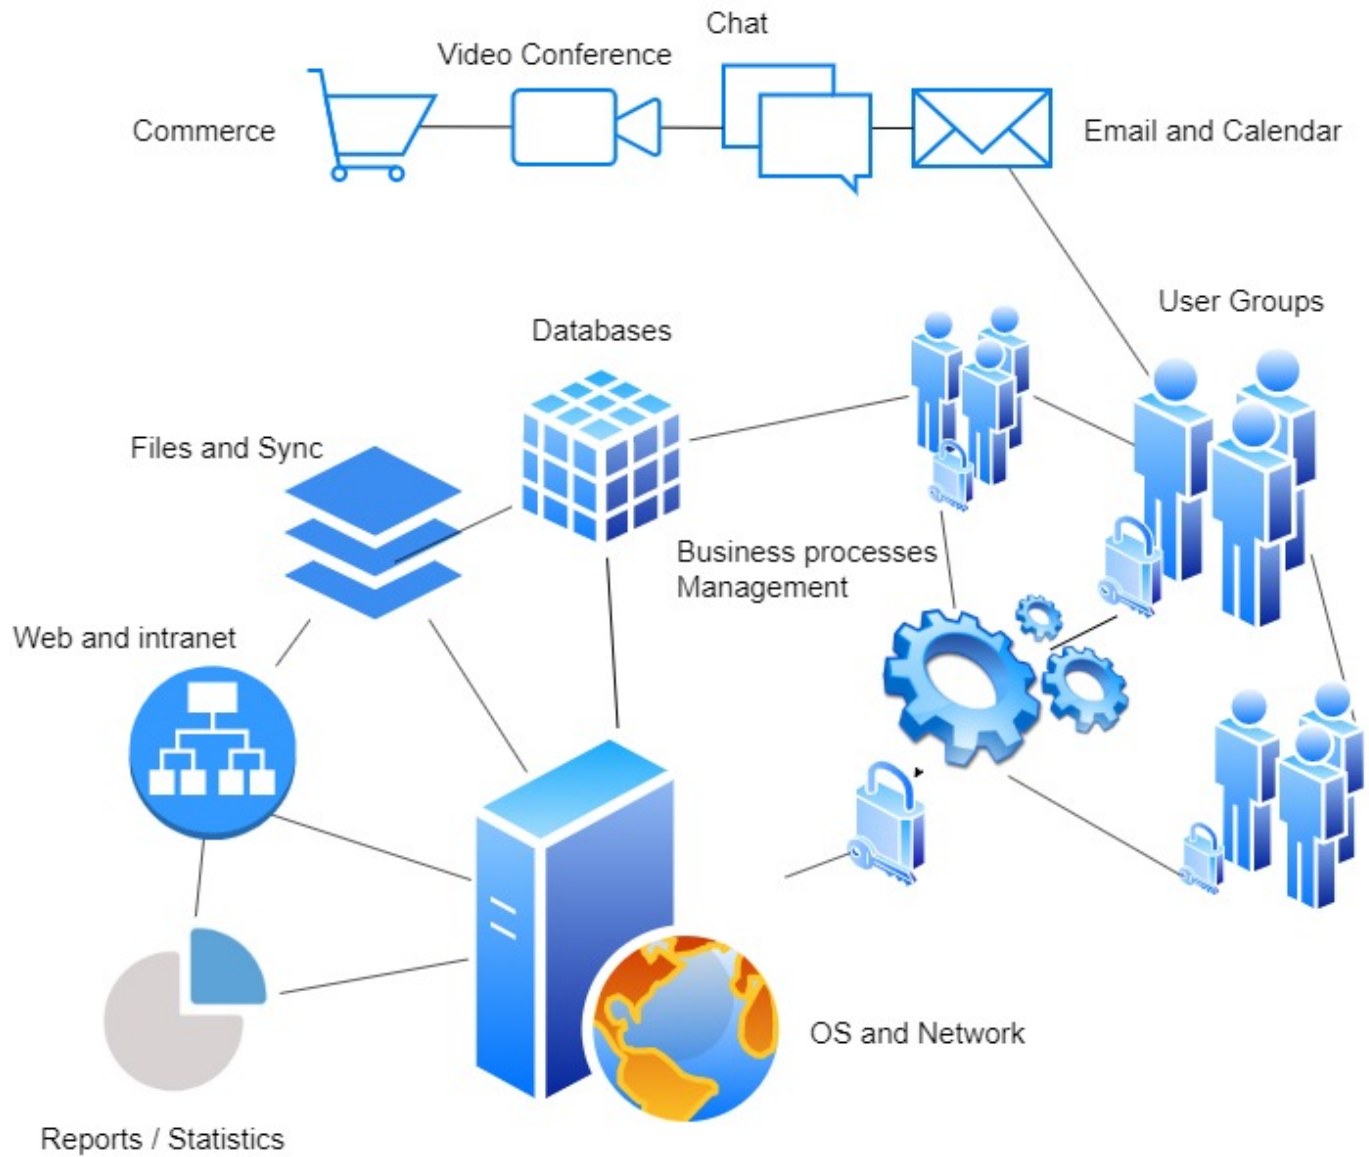 Chat
Video Conference
Commerce
Email and Calendar
User Groups
Databases
Files and Sync
Business processes
Management
Web and intranet
OS and Network
Reports / Statistics